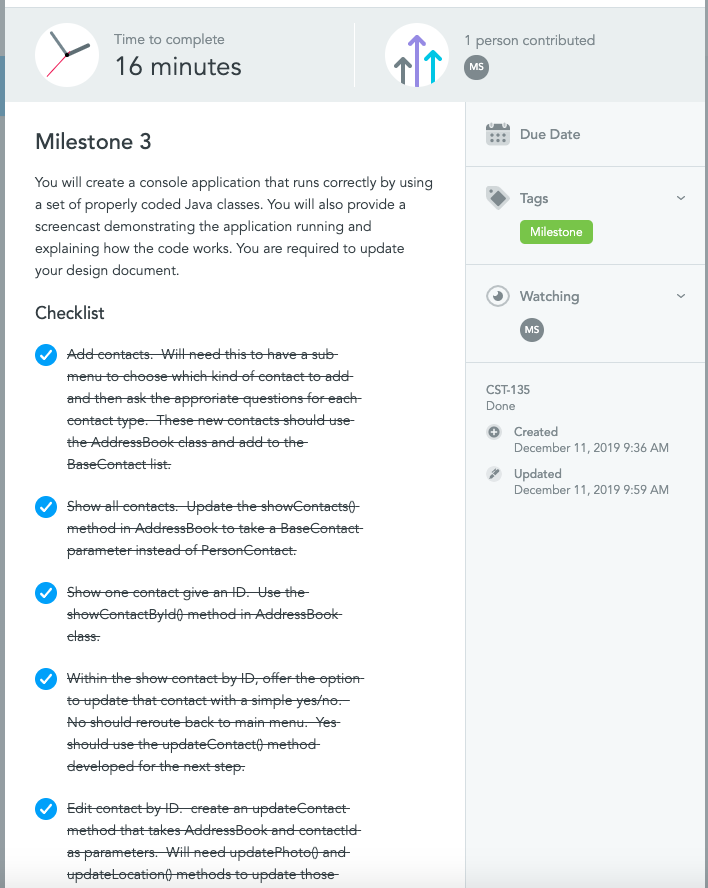 Time to complete
16 minutes
1 person contributed
MS
Milestone 3
You will create a console application that runs correctly by using
a set of properly coded Java classes. You will also provide a
screencast demonstrating the application running and
explaining how the code works. You are required to update
your design document.
Checklist
Add contacts.  Will need this to have a sub
menu to choose which kind of contact to add
and then ask the approriate questions for each
contact type.  These new contacts should use
the AddressBook class and add to the
BaseContact list.
Show all contacts.  Update the showContacts()
method in AddressBook to take a BaseContact
parameter instead of PersonContact.
Show one contact give an ID.  Use the
showContactById() method in AddressBook
class.
Within the show contact by ID, offer the option
to update that contact with a simple yes/no.
No should reroute back to main menu.  Yes
should use the updateContact() method
developed for the next step.
Edit contact by ID.  create an updateContact
method that takes AddressBook and contactId
as parameters.  Will need updatePhoto() and
updateLocation() methods to update those
Due Date
Tags
Milestone
Watching
MS
CST-135
Done
Created
December 11, 2019 9:36 AM
Updated
December 11, 2019 9:59 AM